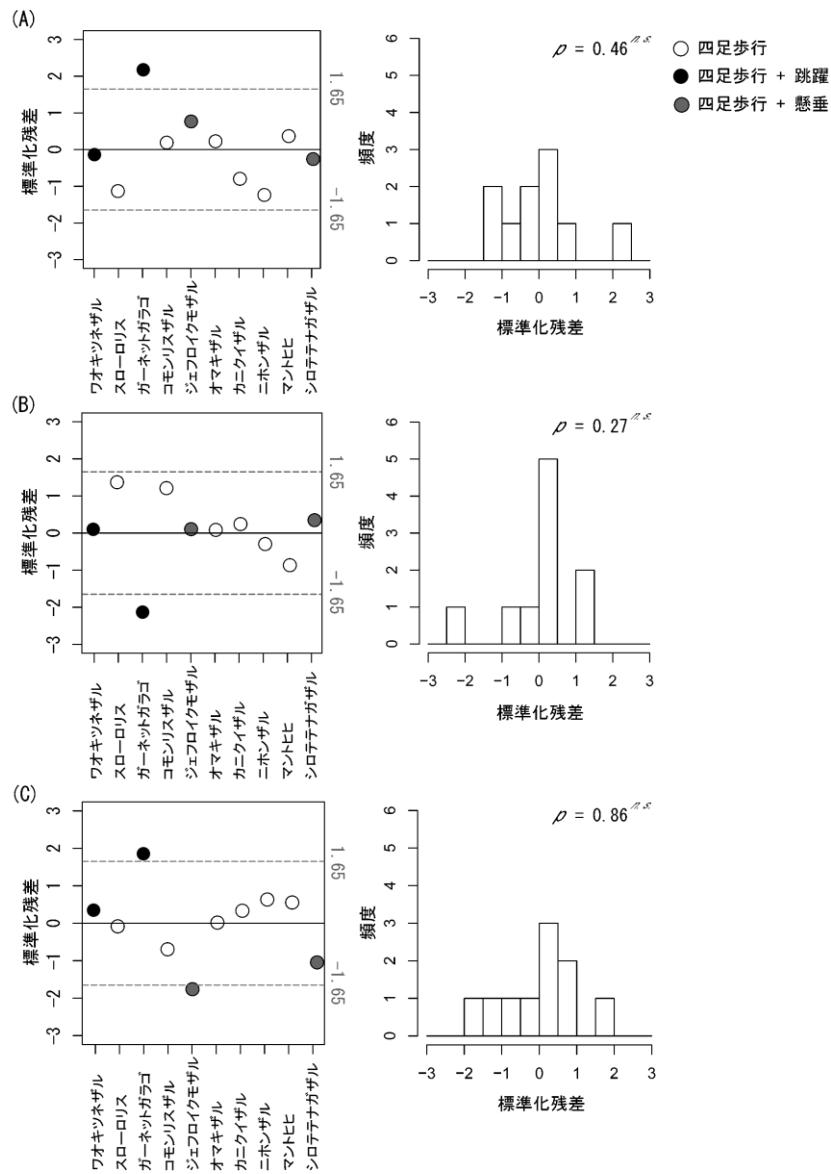 (A)
標準化残差
3
2
1
0
-1
-2
-3
1.65
-1.65
ワオキツネザル
スローロリス
ガーネットガラゴ
コモンリスザル
ジェフロイクモザル
オマキザル
カニクイザル
ニホンザル
マントヒヒ
シロテテナガザル
p = 0.46 n.s.
頻度
6
5
4
3
2
1
0
-3 -2 -1 0 1 2 3
標準化残差
四足歩行
四足歩行 + 跳躍
四足歩行 + 懸垂
(B)
標準化残差
3
2
1
0
-1
-2
-3
1.65
-1.65
ワオキツネザル
スローロリス
ガーネットガラゴ
コモンリスザル
ジェフロイクモザル
オマキザル
カニクイザル
ニホンザル
マントヒヒ
シロテテナガザル
p = 0.27 n.s.
頻度
6
5
4
3
2
1
0
-3 -2 -1 0 1 2 3
標準化残差
(C)
標準化残差
3
2
1
0
-1
-2
-3
1.65
-1.65
ワオキツネザル
スローロリス
ガーネットガラゴ
コモンリスザル
ジェフロイクモザル
オマキザル
カニクイザル
ニホンザル
マントヒヒ
シロテテナガザル
p = 0.86 n.s.
頻度
6
5
4
3
2
1
0
-3 -2 -1 0 1 2 3
標準化残差